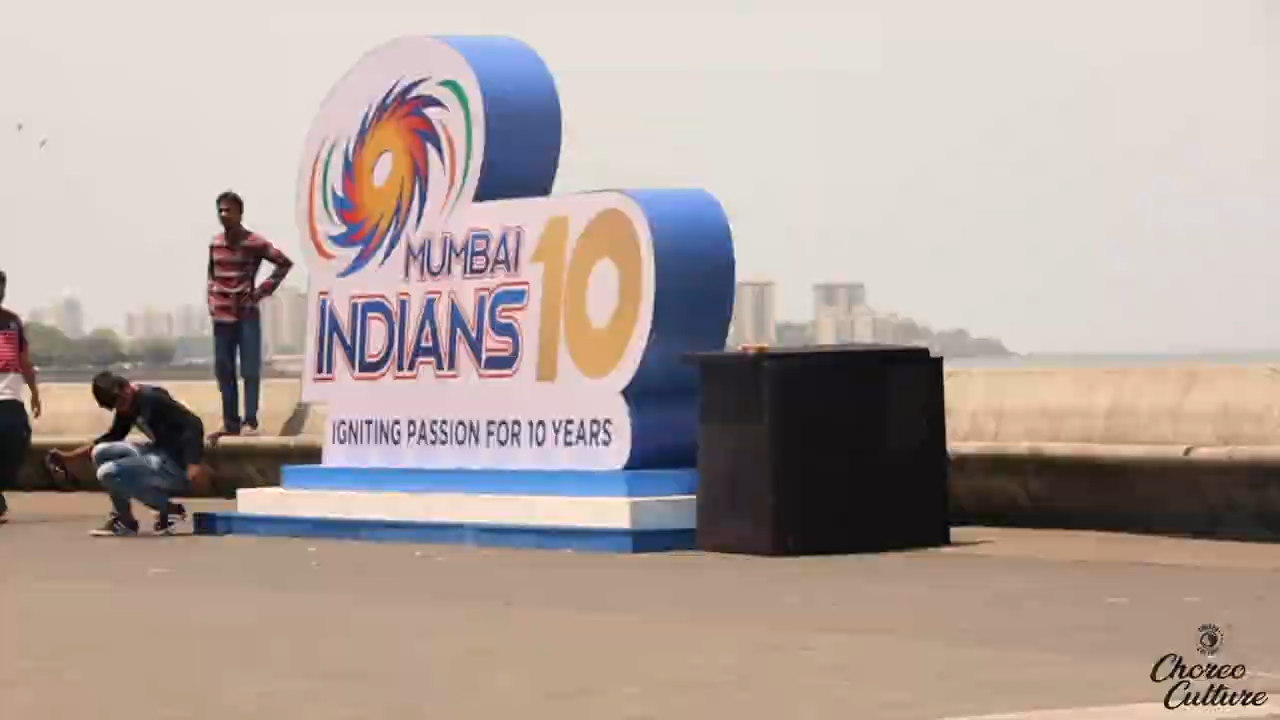 MUMBAI
INDIANS 10
IGNITING PASSION FOR 10 YEARS
Choreo
Culture